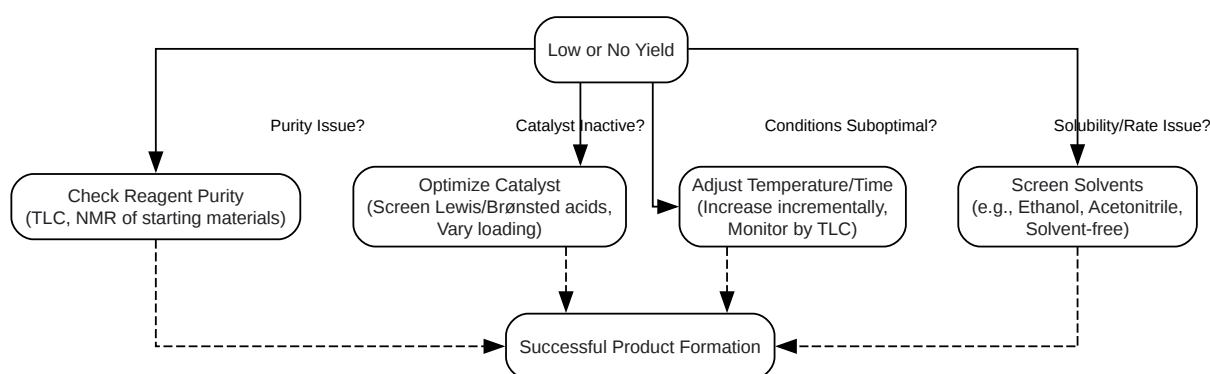 Low or No Yield
Purity Issue?
Catalyst Inactive?
Conditions Suboptimal?
Solubility/Rate Issue?
Check Reagent Purity
(TLC, NMR of starting materials)
Optimize Catalyst
(Screen Lewis/Brønsted acids,
Vary loading)
Adjust Temperature/Time
(Increase incrementally,
Monitor by TLC)
Screen Solvents
(e.g., Ethanol, Acetonitrile,
Solvent-free)
Successful Product Formation